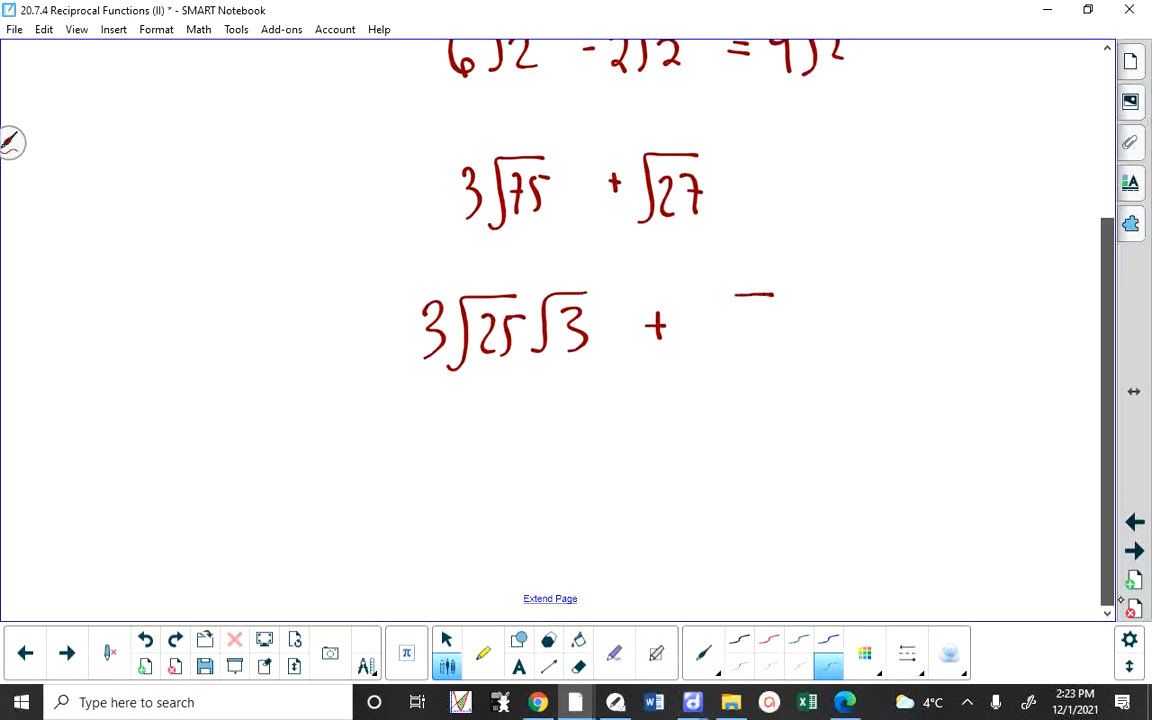 20.7.4 Reciprocal Functions (II) * - SMART Notebook
File Edit View Insert Format Math Tools Add-ons Account Help
6√2 - 2√2 = 4√2
3√75 + √27
3√25 √3 +
Extend Page
Type here to search
4°C
2:23 PM
12/1/2021